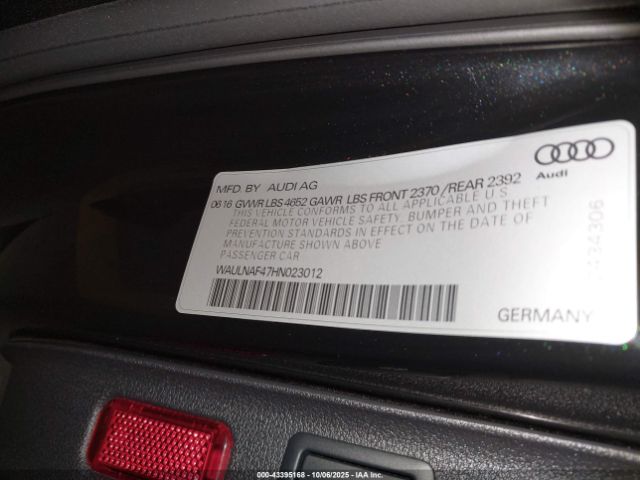 MFD. BY AUDI AG
Audi
06 16 GVWR LBS 4652 GAWR LBS FRONT 2370 / REAR 2392
THIS VEHICLE CONFORMS TO ALL APPLICABLE U.S.
FEDERAL MOTOR VEHICLE SAFETY. BUMPER AND THEFT
PREVENTION STANDARDS IN EFFECT ON THE DATE OF
MANUFACTURE SHOWN ABOVE
PASSENGER CAR
WAULNAF47HN023012
GERMANY
00-43395168 - 10/06/2025 - IAA Inc.